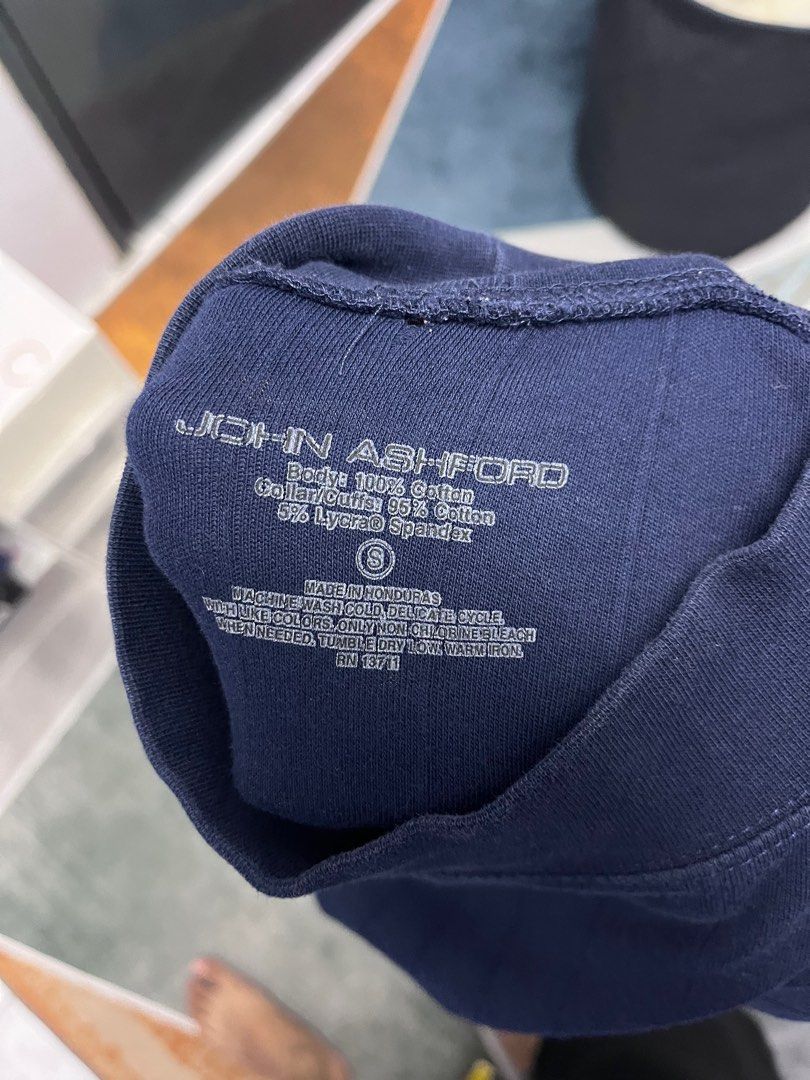 JOHN ASHFORD
Body: 100% Cotton
Collar/Cuffs: 95% Cotton
5% Lycra® Spandex
S
MADE IN HONDURAS
MACHINE WASH COLD, DELICATE CYCLE,
WITH LIKE COLORS. ONLY NON-CHLORINE BLEACH
WHEN NEEDED. TUMBLE DRY LOW. WARM IRON.
RN 13711